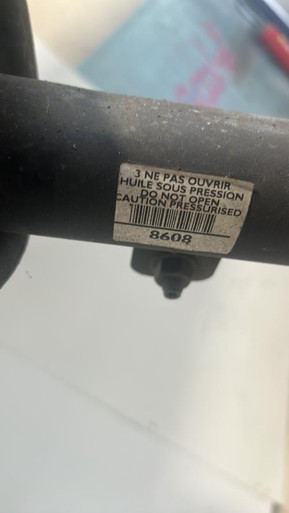 3 NE PAS OUVRIR
HUILE SOUS PRESSION
DO NOT OPEN
CAUTION PRESSURISED
8608